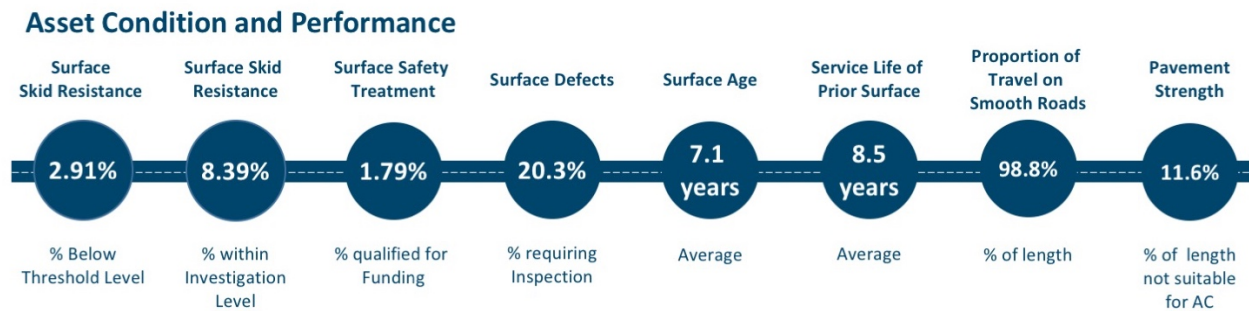 Asset Condition and Performance
Surface
Skid Resistance
Surface Skid
Resistance
Surface Safety
Treatment
Surface Defects
Surface Age
Service Life of
Prior Surface
Proportion of
Travel on
Smooth Roads
Pavement
Strength
2.91%
8.39%
1.79%
20.3%
7.1
years
8.5
years
98.8%
11.6%
% Below
Threshold Level
% within
Investigation
Level
% qualified for
Funding
% requiring
Inspection
Average
Average
% of length
% of length
not suitable
for AC